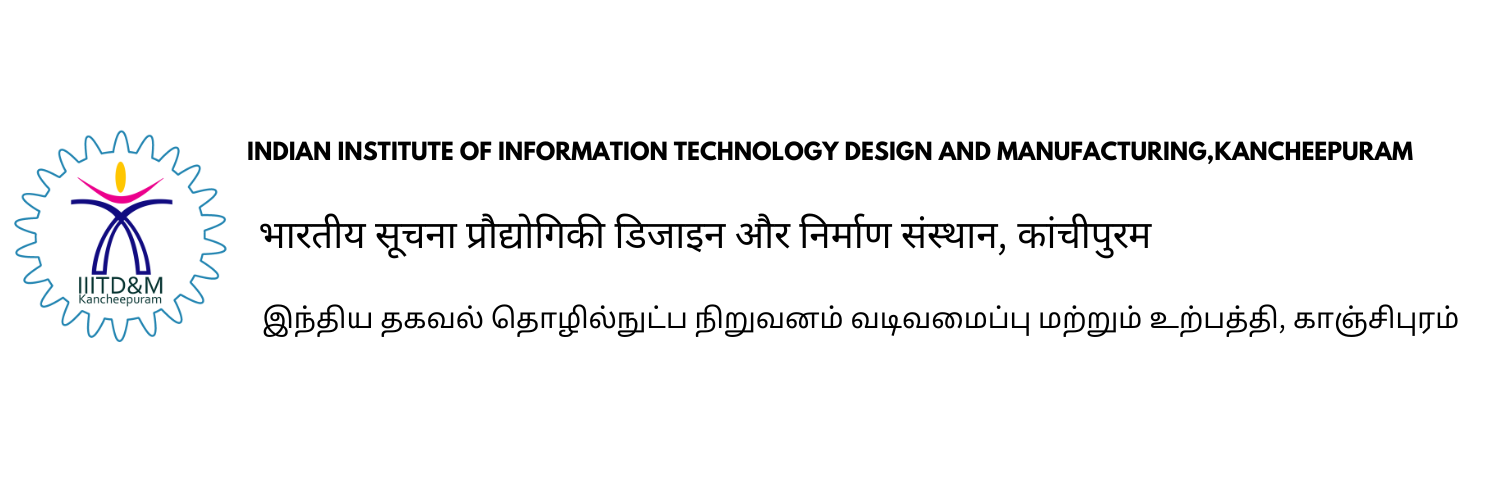 INDIAN INSTITUTE OF INFORMATION TECHNOLOGY DESIGN AND MANUFACTURING,KANCHEEPURAM
भारतीय सूचना प्रौद्योगिकी डिजाइन और निर्माण संस्थान, कांचीपुरम
இந்திய தகவல் தொழில்நுட்ப நிறுவனம் வடிவமைப்பு மற்றும் உற்பத்தி, காஞ்சிபுரம்
IIITD&M
Kancheepuram